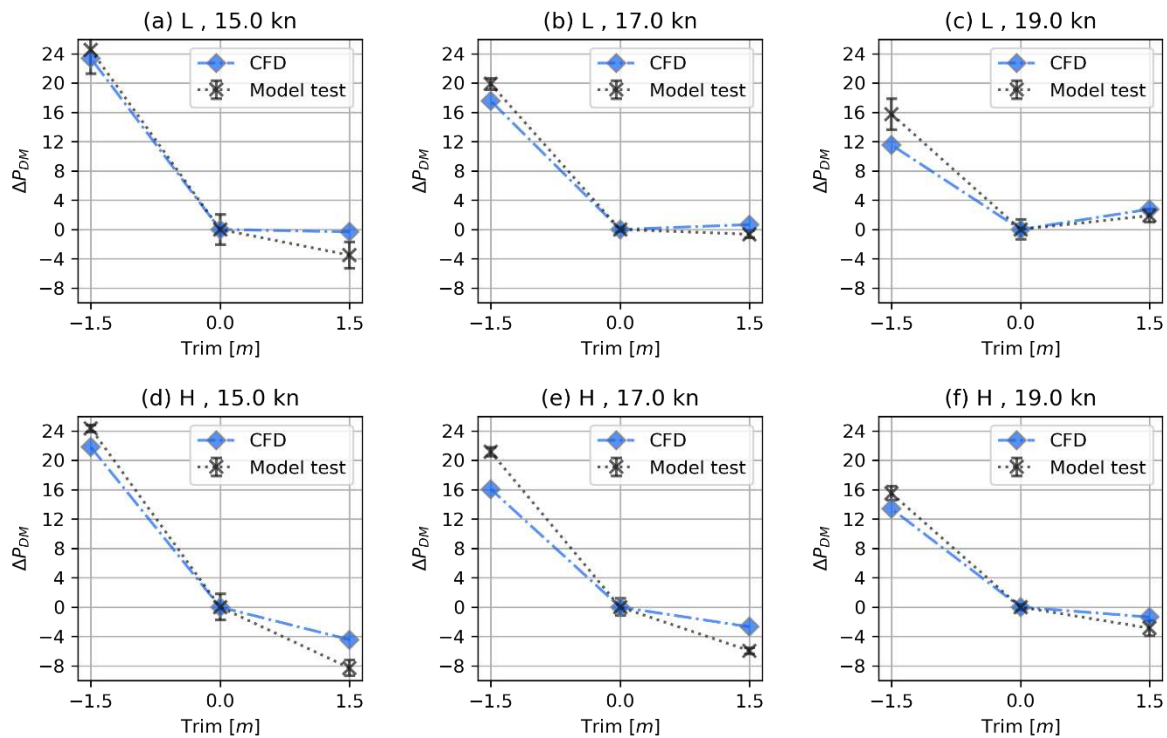 (a) L , 15.0 kn
(b) L , 17.0 kn
(c) L , 19.0 kn
24
20
16
12
8
4
0
−4
−8
ΔP_DM
CFD
Model test
−1.5
0.0
1.5
Trim [m]
24
20
16
12
8
4
0
−4
−8
ΔP_DM
CFD
Model test
−1.5
0.0
1.5
Trim [m]
24
20
16
12
8
4
0
−4
−8
ΔP_DM
CFD
Model test
−1.5
0.0
1.5
Trim [m]
(d) H , 15.0 kn
(e) H , 17.0 kn
(f) H , 19.0 kn
24
20
16
12
8
4
0
−4
−8
ΔP_DM
CFD
Model test
−1.5
0.0
1.5
Trim [m]
24
20
16
12
8
4
0
−4
−8
ΔP_DM
CFD
Model test
−1.5
0.0
1.5
Trim [m]
24
20
16
12
8
4
0
−4
−8
ΔP_DM
CFD
Model test
−1.5
0.0
1.5
Trim [m]